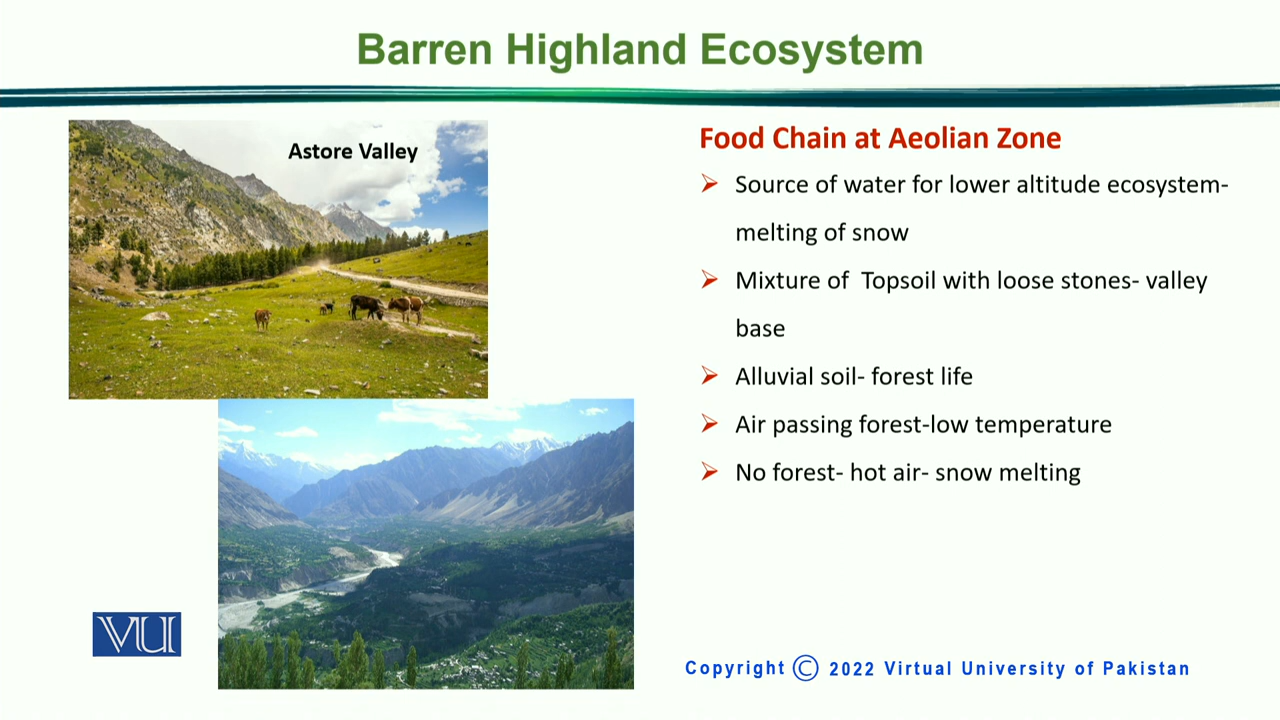 Barren Highland Ecosystem
Astore Valley
Food Chain at Aeolian Zone
Source of water for lower altitude ecosystem-
melting of snow
Mixture of Topsoil with loose stones- valley
base
Alluvial soil- forest life
Air passing forest-low temperature
No forest- hot air- snow melting
VU
Copyright © 2022 Virtual University of Pakistan